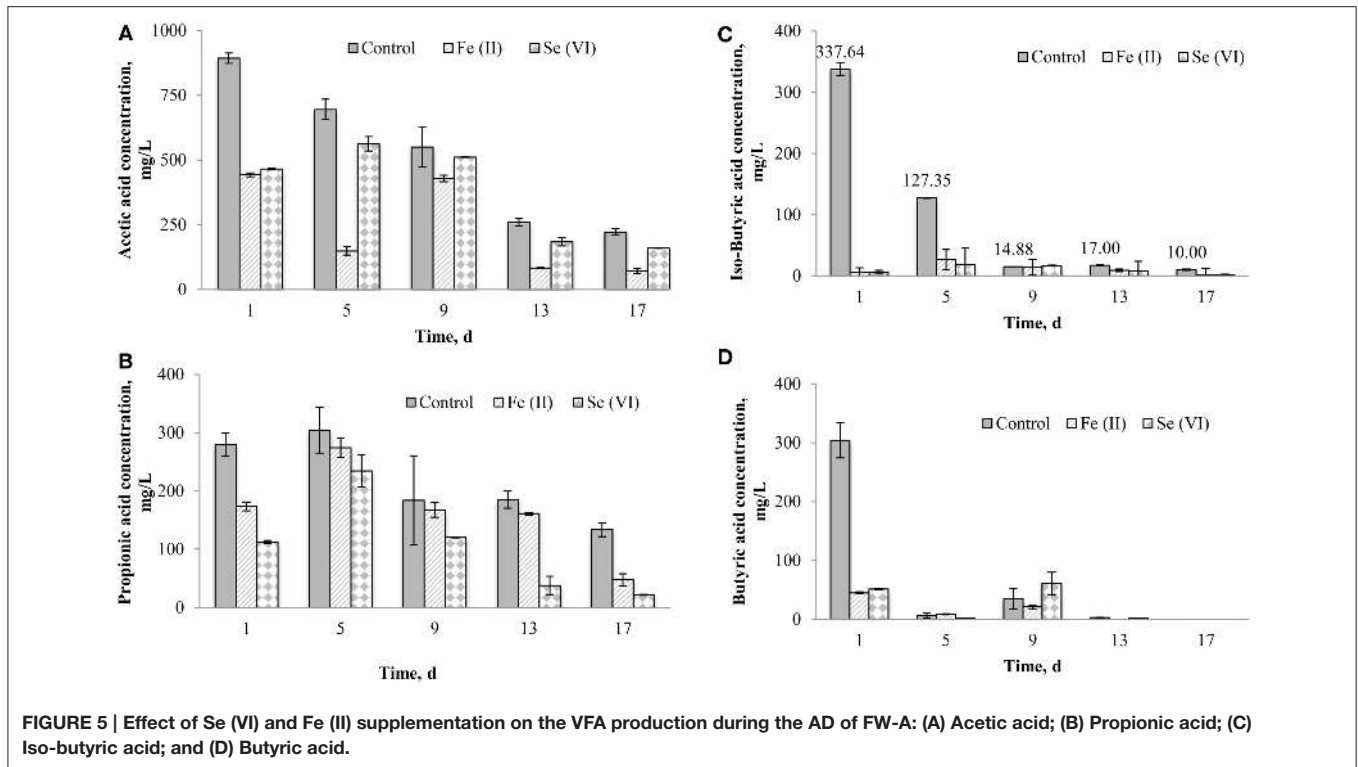 A
Acetic acid concentration,
mg/L
1000
750
500
250
0
Control Fe (II) Se (VI)
1 5 9 13 17
Time, d
B
Propionic acid concentration,
mg/L
400
300
200
100
0
Control Fe (II) Se (VI)
1 5 9 13 17
Time, d
C
Iso-Butyric acid concentration,
mg/L
400
300
200
100
0
Control Fe (II) Se (VI)
337.64
127.35
14.88
17.00
10.00
1 5 9 13 17
Time, d
D
Butyric acid concentration,
mg/L
400
300
200
100
0
Control Fe (II) Se (VI)
1 5 9 13 17
Time, d
FIGURE 5 | Effect of Se (VI) and Fe (II) supplementation on the VFA production during the AD of FW-A: (A) Acetic acid; (B) Propionic acid; (C)
Iso-butyric acid; and (D) Butyric acid.